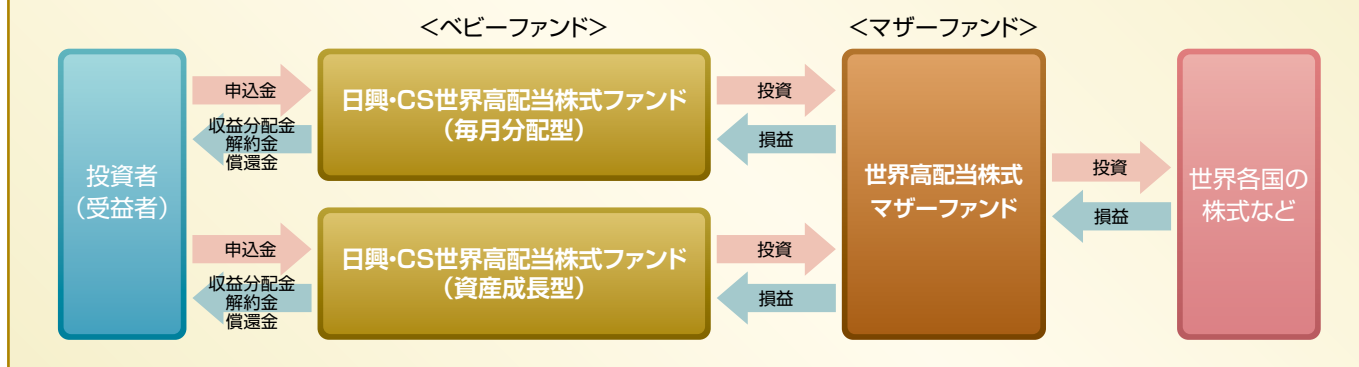 ＜ベビーファンド＞
＜マザーファンド＞
投資者
（受益者）
申込金
収益分配金
解約金
償還金
日興・CS世界高配当株式ファンド
（毎月分配型）
投資
損益
申込金
収益分配金
解約金
償還金
日興・CS世界高配当株式ファンド
（資産成長型）
投資
損益
世界高配当株式
マザーファンド
投資
損益
世界各国の
株式など